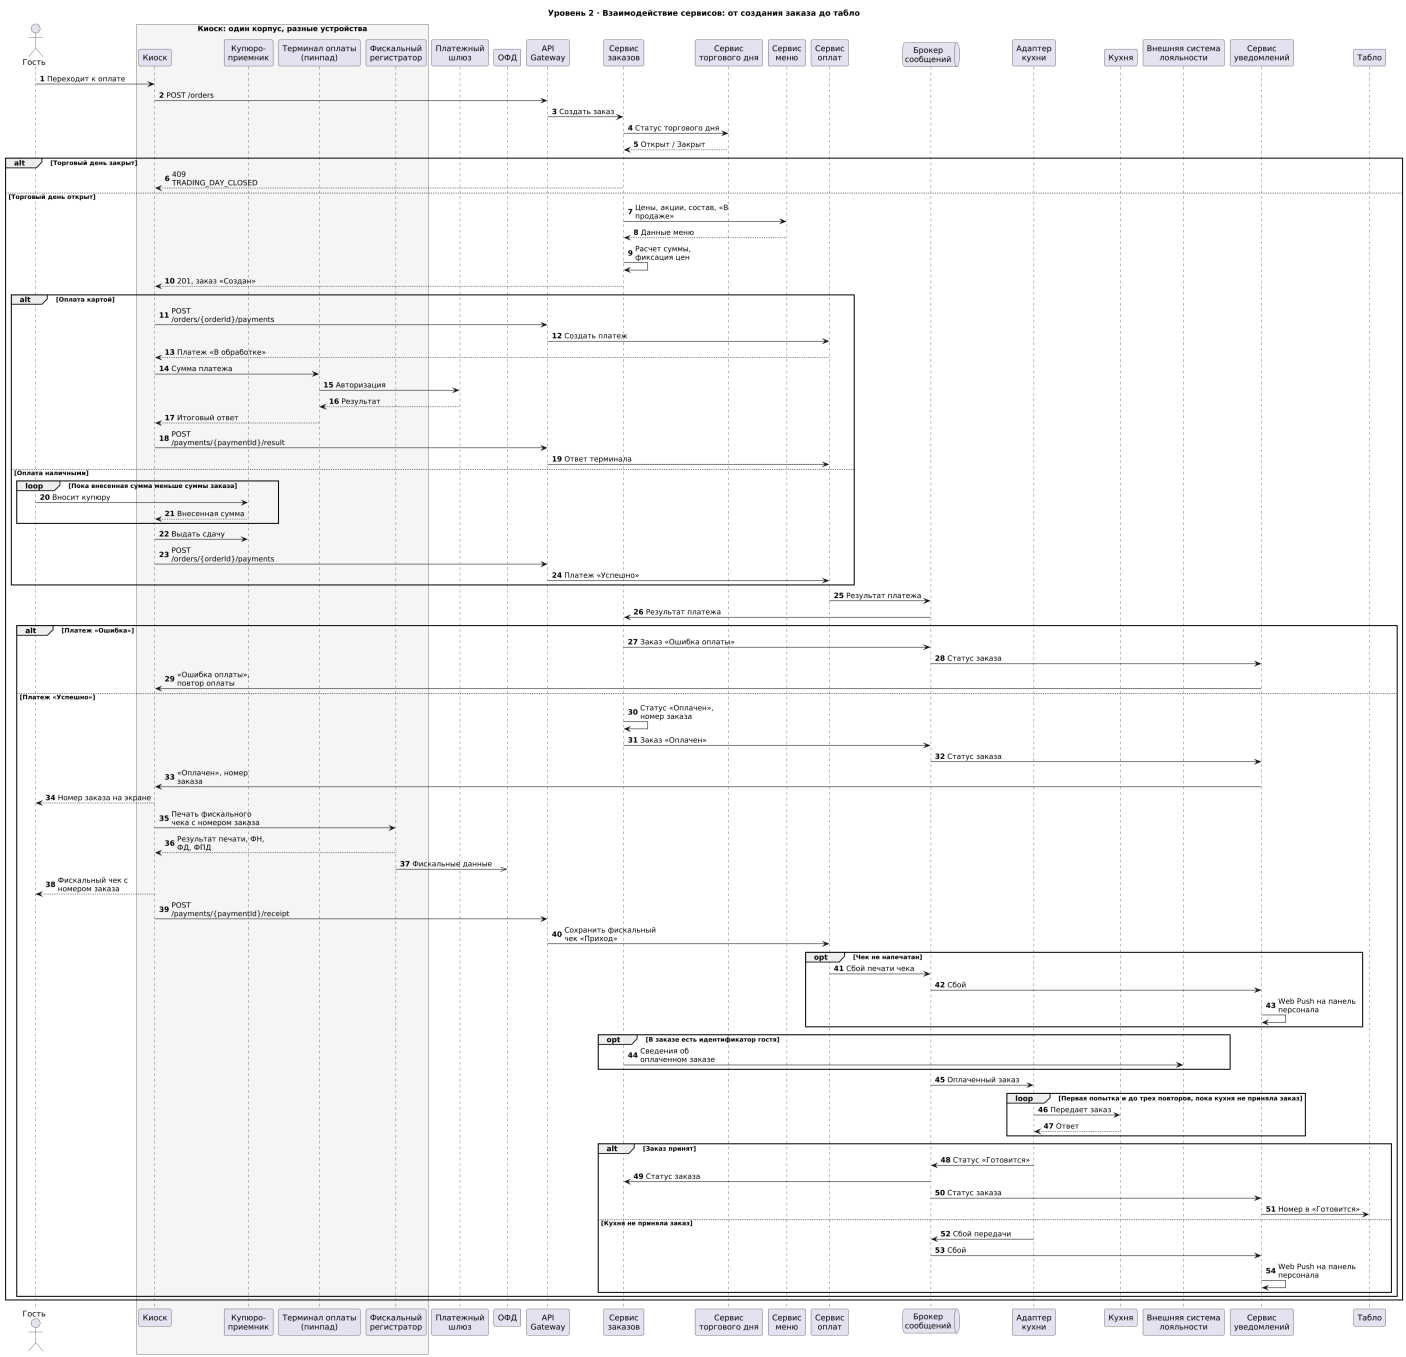 Уровень 2 · Взаимодействие сервисов: от создания заказа до табло
Киоск: один корпус, разные устройства
Гость
Киоск
Купюро-
приемник
Терминал оплаты
(пинпад)
Фискальный
регистратор
Платежный
шлюз
ОФД
API
Gateway
Сервис
заказов
Сервис
торгового дня
Сервис
меню
Сервис
оплат
Брокер
сообщений
Адаптер
кухни
Кухня
Внешняя система
лояльности
Сервис
уведомлений
Табло
1 Переходит к оплате
2 POST /orders
3 Создать заказ
4 Статус торгового дня
5 Открыт / Закрыт
alt [Торговый день закрыт]
6 409
TRADING_DAY_CLOSED
[Торговый день открыт]
7 Цены, акции, состав, «В
продаже»
8 Данные меню
9 Расчет суммы,
фиксация цен
10 201, заказ «Создан»
alt [Оплата картой]
11 POST
/orders/{orderId}/payments
12 Создать платеж
13 Платеж «В обработке»
14 Сумма платежа
15 Авторизация
16 Результат
17 Итоговый ответ
18 POST
/payments/{paymentId}/result
19 Ответ терминала
[Оплата наличными]
loop [Пока внесенная сумма меньше суммы заказа]
20 Вносит купюру
21 Внесенная сумма
22 Выдать сдачу
23 POST
/orders/{orderId}/payments
24 Платеж «Успешно»
25 Результат платежа
26 Результат платежа
alt [Платеж «Ошибка»]
27 Заказ «Ошибка оплаты»
28 Статус заказа
29 «Ошибка оплаты»,
повтор оплаты
[Платеж «Успешно»]
30 Статус «Оплачен»,
номер заказа
31 Заказ «Оплачен»
32 Статус заказа
33 «Оплачен», номер
заказа
34 Номер заказа на экране
35 Печать фискального
чека с номером заказа
36 Результат печати, ФН,
ФД, ФПД
37 Фискальные данные
38 Фискальный чек с
номером заказа
39 POST
/payments/{paymentId}/receipt
40 Сохранить фискальный
чек «Приход»
opt [Чек не напечатан]
41 Сбой печати чека
42 Сбой
43 Web Push на панель
персонала
opt [В заказе есть идентификатор гостя]
44 Сведения об
оплаченном заказе
45 Оплаченный заказ
loop [Первая попытка и до трех повторов, пока кухня не приняла заказ]
46 Передает заказ
47 Ответ
alt [Заказ принят]
48 Статус «Готовится»
49 Статус заказа
50 Статус заказа
51 Номер в «Готовится»
[Кухня не приняла заказ]
52 Сбой передачи
53 Сбой
54 Web Push на панель
персонала
Гость
Киоск
Купюро-
приемник
Терминал оплаты
(пинпад)
Фискальный
регистратор
Платежный
шлюз
ОФД
API
Gateway
Сервис
заказов
Сервис
торгового дня
Сервис
меню
Сервис
оплат
Брокер
сообщений
Адаптер
кухни
Кухня
Внешняя система
лояльности
Сервис
уведомлений
Табло